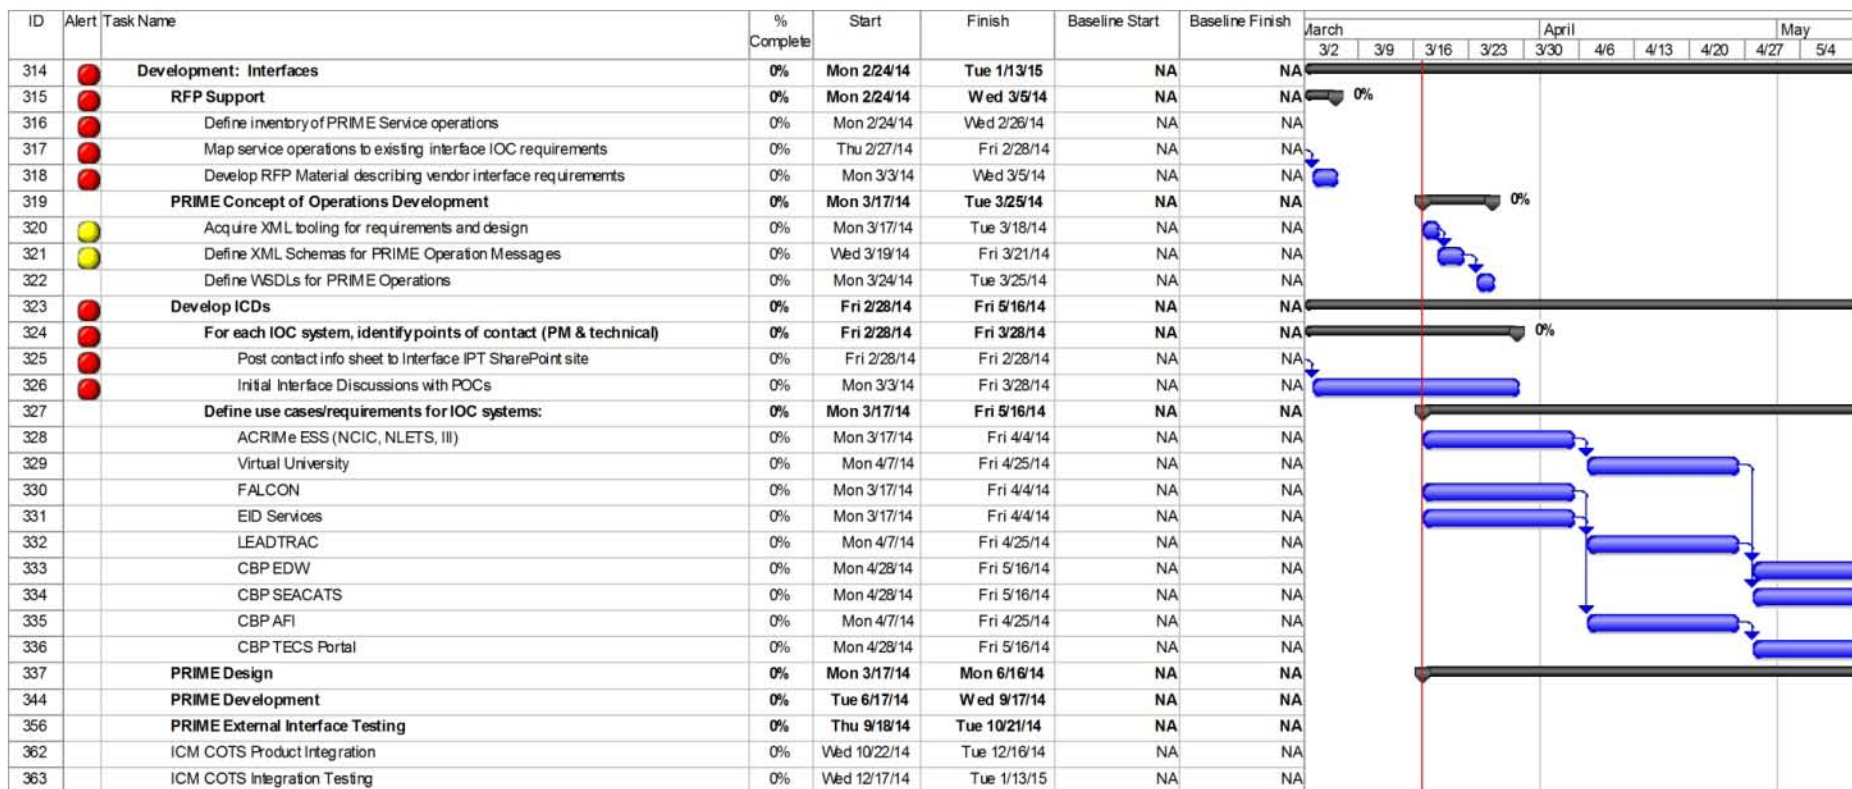 ID Alert Task Name % Complete Start Finish Baseline Start Baseline Finish March April May
3/2 3/9 3/16 3/23 3/30 4/6 4/13 4/20 4/27 5/4
314 Development: Interfaces 0% Mon 2/24/14 Tue 1/13/15 NA NA
315 RFP Support 0% Mon 2/24/14 Wed 3/5/14 NA NA 0%
316 Define inventory of PRIME Service operations 0% Mon 2/24/14 Wed 2/26/14 NA NA
317 Map service operations to existing interface IOC requirements 0% Thu 2/27/14 Fri 2/28/14 NA NA
318 Develop RFP Material describing vendor interface requirements 0% Mon 3/3/14 Wed 3/5/14 NA NA
319 PRIME Concept of Operations Development 0% Mon 3/17/14 Tue 3/25/14 NA NA 0%
320 Acquire XML tooling for requirements and design 0% Mon 3/17/14 Tue 3/18/14 NA NA
321 Define XML Schemas for PRIME Operation Messages 0% Wed 3/19/14 Fri 3/21/14 NA NA
322 Define WSDLs for PRIME Operations 0% Mon 3/24/14 Tue 3/25/14 NA NA
323 Develop ICDs 0% Fri 2/28/14 Fri 5/16/14 NA NA
324 For each IOC system, identify points of contact (PM & technical) 0% Fri 2/28/14 Fri 3/28/14 NA NA 0%
325 Post contact info sheet to Interface IPT SharePoint site 0% Fri 2/28/14 Fri 2/28/14 NA NA
326 Initial Interface Discussions with POCs 0% Mon 3/3/14 Fri 3/28/14 NA NA
327 Define use cases/requirements for IOC systems: 0% Mon 3/17/14 Fri 5/16/14 NA NA
328 ACRIMe ESS (NCIC, NLETS, III) 0% Mon 3/17/14 Fri 4/4/14 NA NA
329 Virtual University 0% Mon 4/7/14 Fri 4/25/14 NA NA
330 FALCON 0% Mon 3/17/14 Fri 4/4/14 NA NA
331 EID Services 0% Mon 3/17/14 Fri 4/4/14 NA NA
332 LEADTRAC 0% Mon 4/7/14 Fri 4/25/14 NA NA
333 CBP EDW 0% Mon 4/28/14 Fri 5/16/14 NA NA
334 CBP SEACATS 0% Mon 4/28/14 Fri 5/16/14 NA NA
335 CBP AFI 0% Mon 4/7/14 Fri 4/25/14 NA NA
336 CBP TECS Portal 0% Mon 4/28/14 Fri 5/16/14 NA NA
337 PRIME Design 0% Mon 3/17/14 Mon 6/16/14 NA NA
344 PRIME Development 0% Tue 6/17/14 Wed 9/17/14 NA NA
356 PRIME External Interface Testing 0% Thu 9/18/14 Tue 10/21/14 NA NA
362 ICM COTS Product Integration 0% Wed 10/22/14 Tue 12/16/14 NA NA
363 ICM COTS Integration Testing 0% Wed 12/17/14 Tue 1/13/15 NA NA